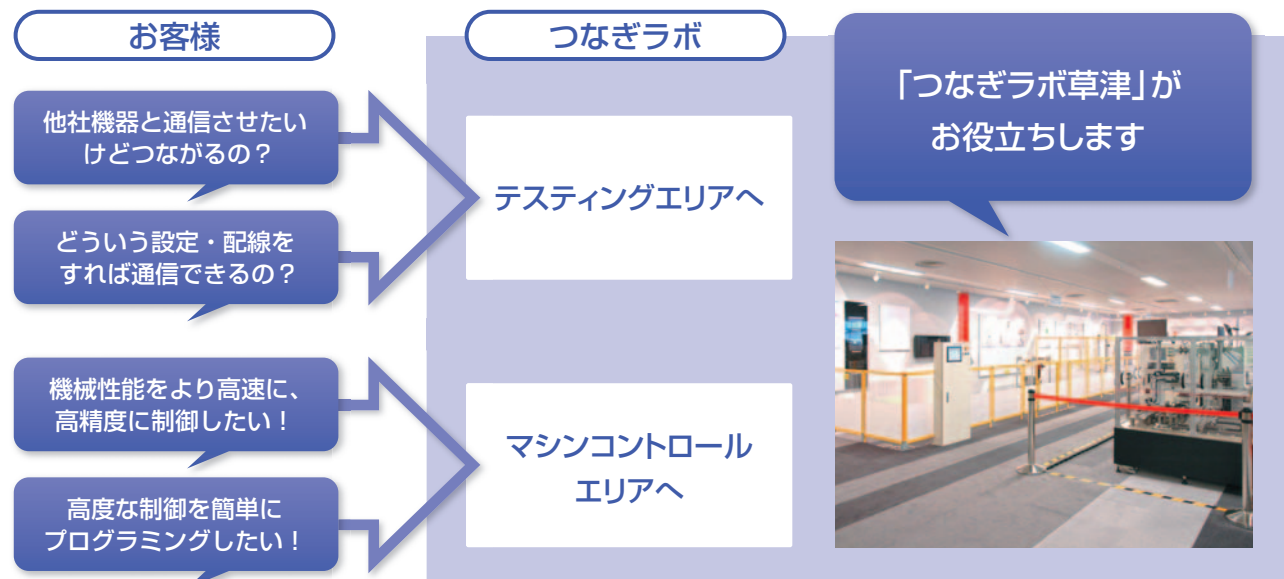 お客様
つなぎラボ
「つなぎラボ草津」が
お役立ちします
他社機器と通信させたい
けどつながるの？
どういう設定・配線を
すれば通信できるの？
テスティングエリアへ
機械性能をより高速に、
高精度に制御したい！
高度な制御を簡単に
プログラミングしたい！
マシンコントロール
エリアへ